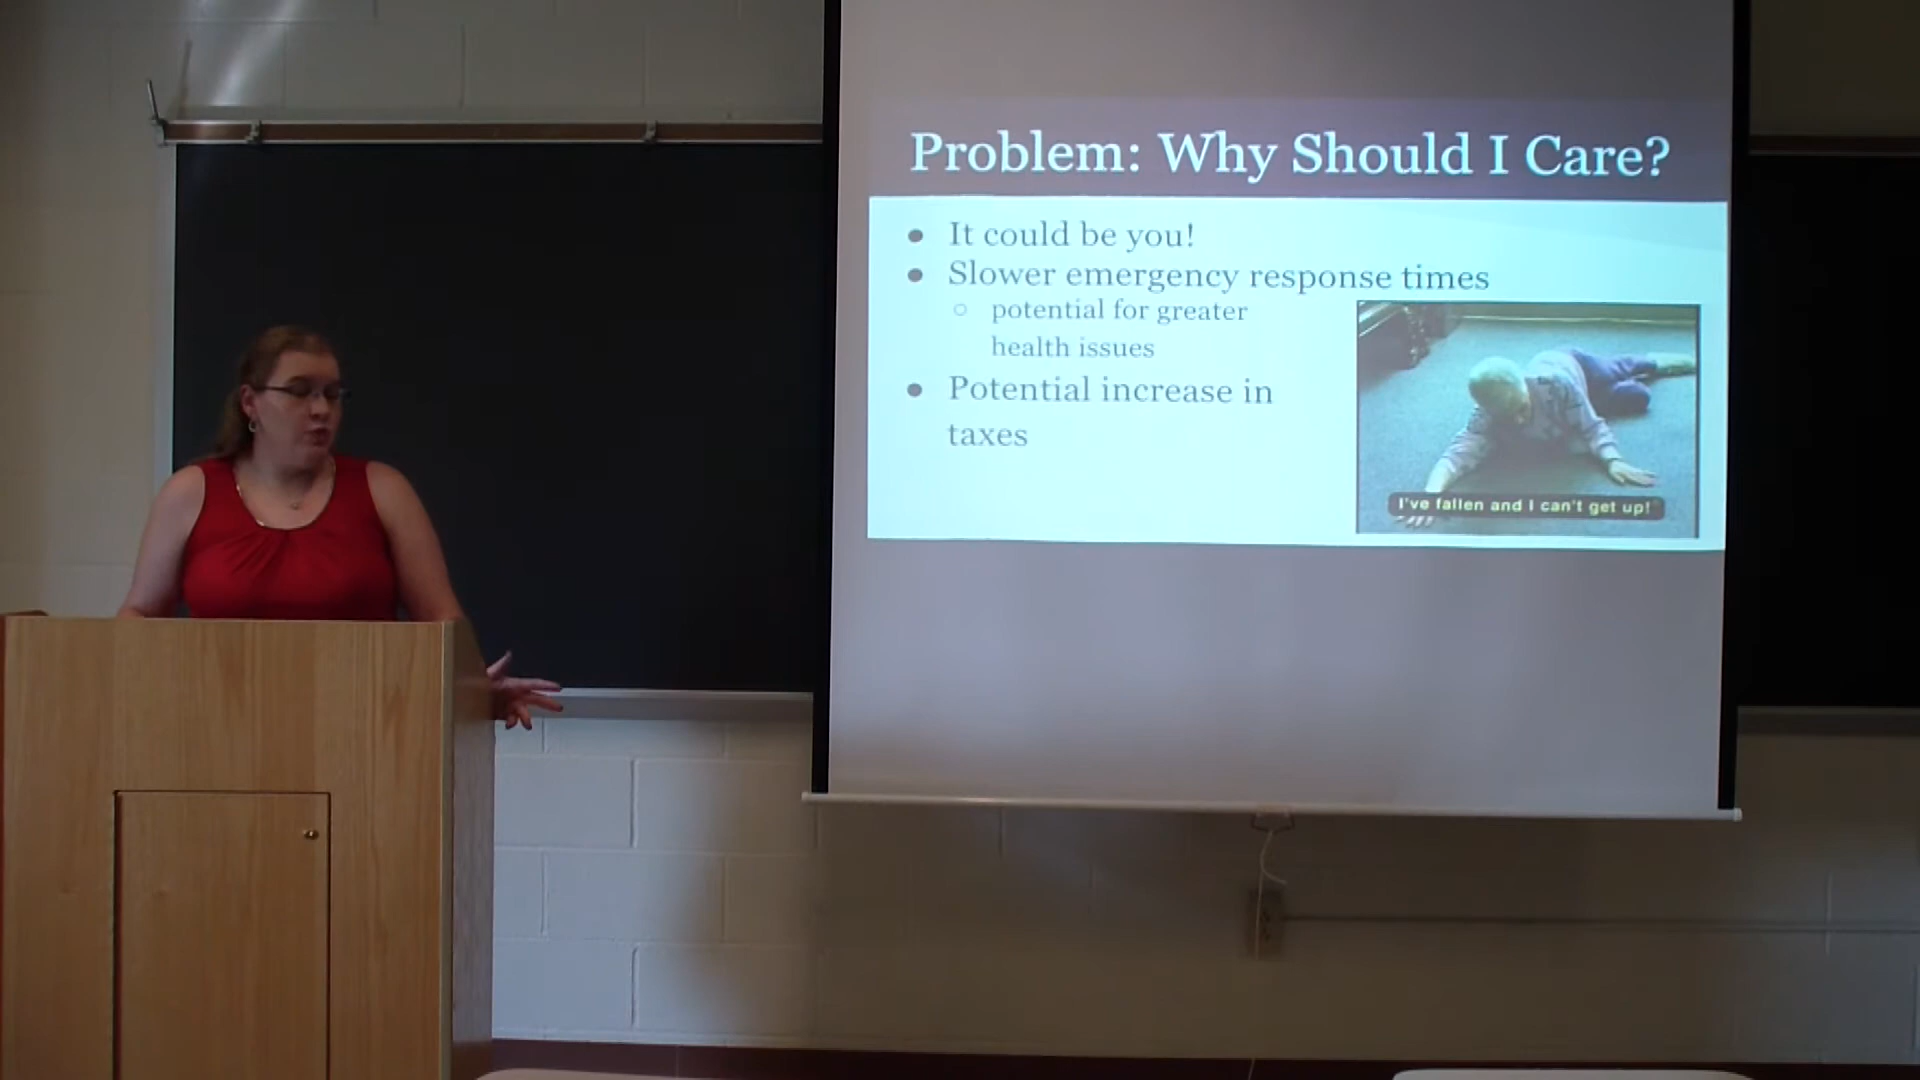 Problem: Why Should I Care?
● It could be you!
● Slower emergency response times
○ potential for greater
health issues
● Potential increase in
taxes
I've fallen and I can't get up!